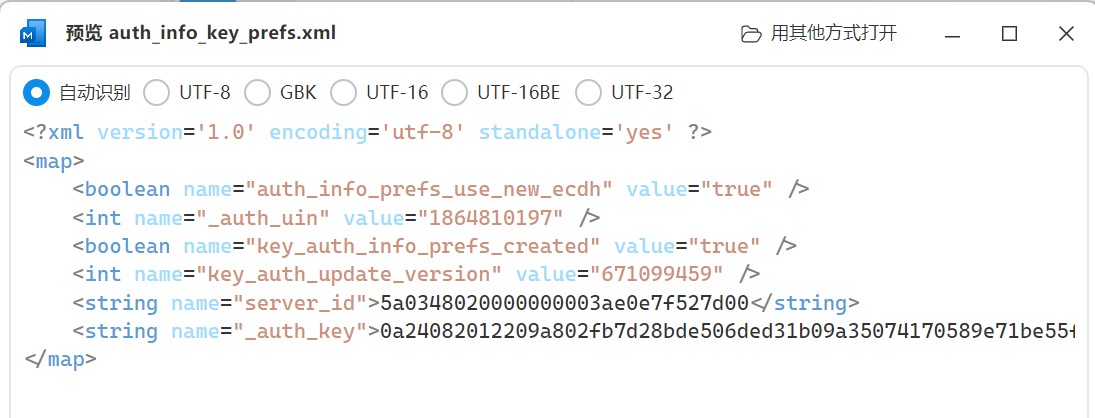 预览 auth_info_key_prefs.xml 用其他方式打开
自动识别 UTF-8 GBK UTF-16 UTF-16BE UTF-32
<?xml version='1.0' encoding='utf-8' standalone='yes' ?>
<map>
    <boolean name="auth_info_prefs_use_new_ecdh" value="true" />
    <int name="_auth_uin" value="1864810197" />
    <boolean name="key_auth_info_prefs_created" value="true" />
    <int name="key_auth_update_version" value="671099459" />
    <string name="server_id">5a0348020000000003ae0e7f527d00</string>
    <string name="_auth_key">0a24082012209a802fb7d28bde506ded31b09a35074170589e71be55f
</map>